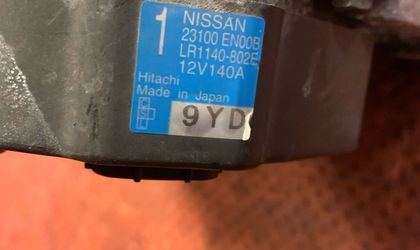 1 NISSAN
23100 EN00B
LR1140-802E
12V140A
Hitachi
Made in Japan
9YD